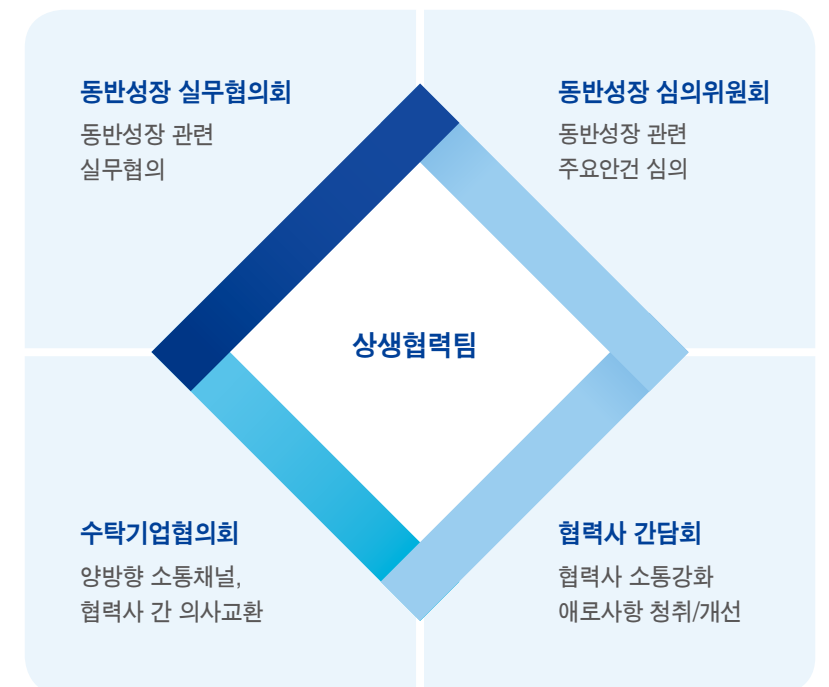 동반성장 실무협의회
동반성장 관련
실무협의
동반성장 심의위원회
동반성장 관련
주요안건 심의
상생협력팀
수탁기업협의회
양방향 소통채널,
협력사 간 의사교환
협력사 간담회
협력사 소통강화
애로사항 청취/개선